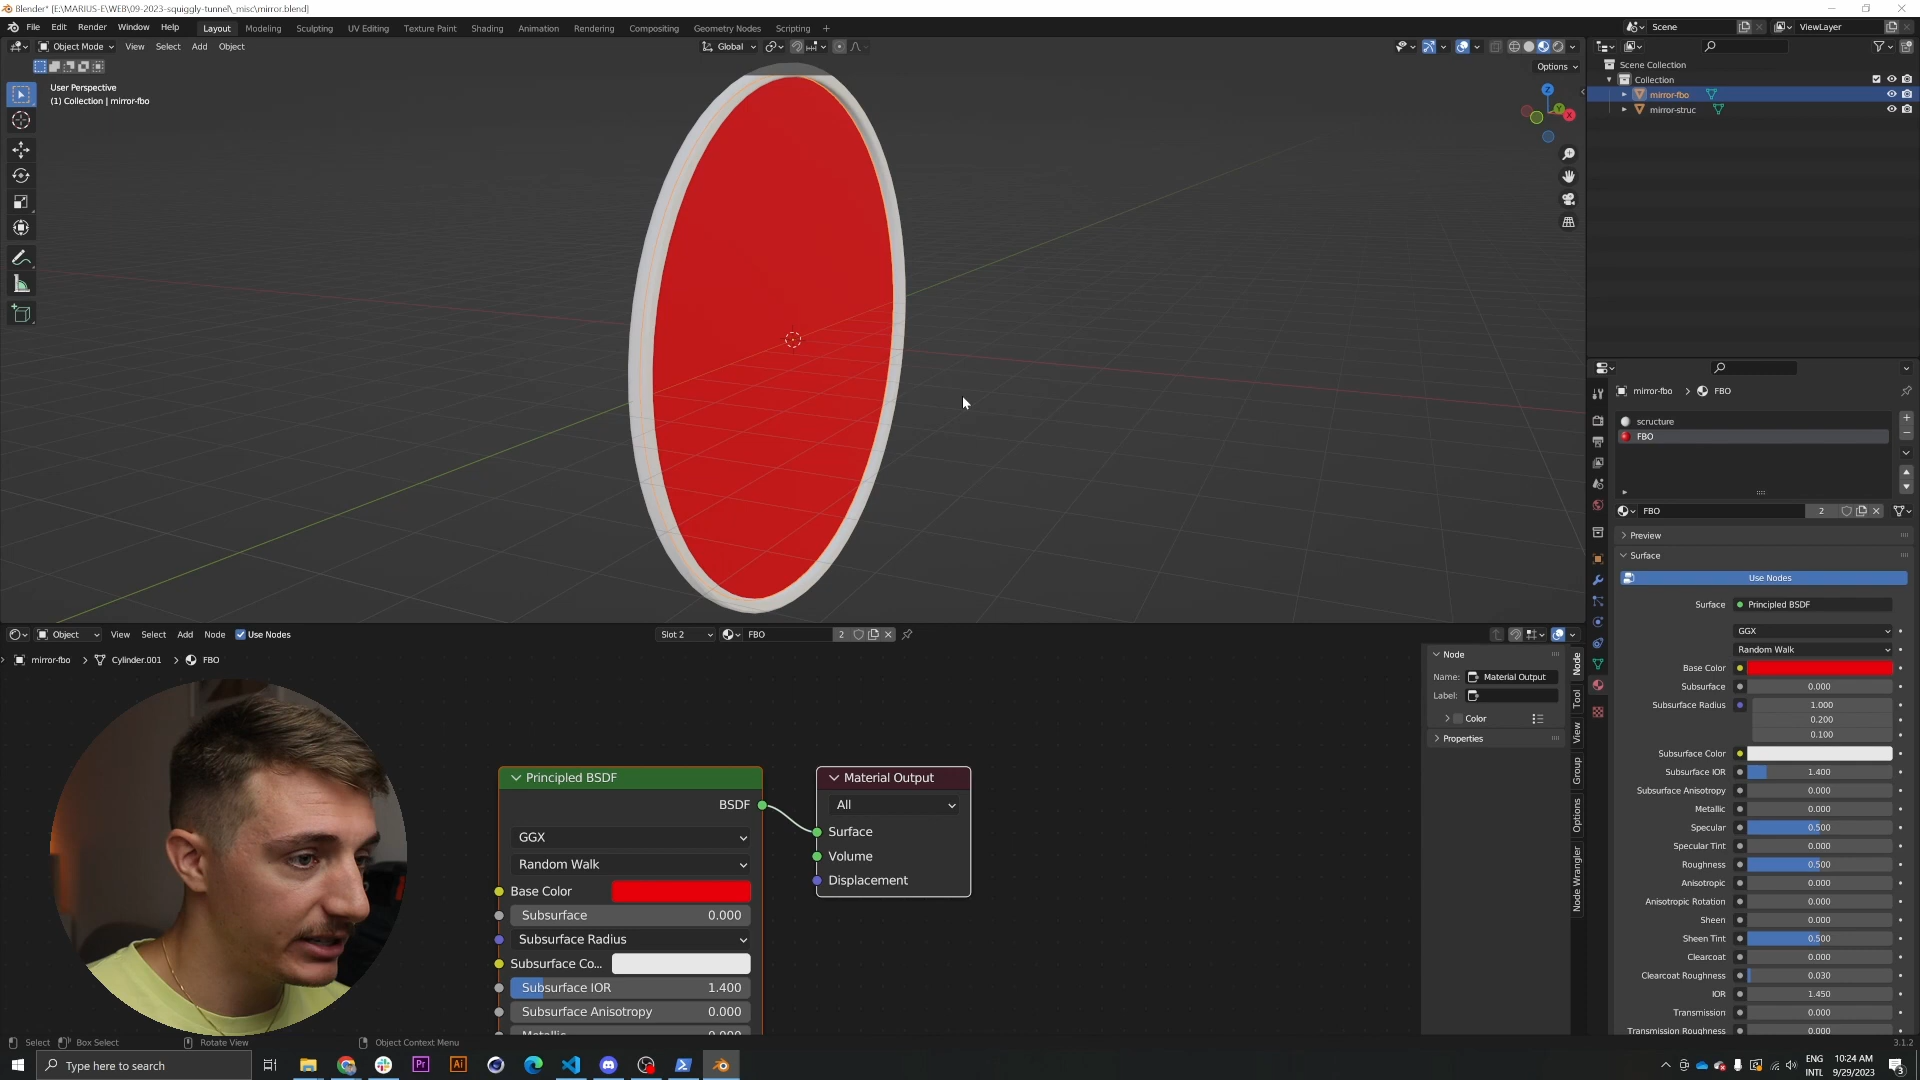 Blender* [E:\MARIUS-E\WEB\09-2023-squiggly-tunnel\_misc\mirror.blend]
File Edit Render Window Help Layout Modeling Sculpting UV Editing Texture Paint Shading Animation Rendering Compositing Geometry Nodes Scripting + Scene ViewLayer
Object Mode View Select Add Object Global
Options
User Perspective
(1) Collection | mirror-fbo
Z
Y
X
Scene Collection
Collection
mirror-fbo
mirror-struc
mirror-fbo > FBO
scructure
FBO
FBO 2
Preview
Surface
Use Nodes
Surface Principled BSDF
GGX
Random Walk
Base Color
Subsurface 0.000
Subsurface Radius 1.000
0.200
0.100
Subsurface Color
Subsurface IOR 1.400
Subsurface Anisotropy 0.000
Metallic 0.000
Specular 0.500
Specular Tint 0.000
Roughness 0.500
Anisotropic 0.000
Anisotropic Rotation 0.000
Sheen 0.000
Sheen Tint 0.500
Clearcoat 0.000
Clearcoat Roughness 0.030
IOR 1.450
Transmission 0.000
Transmission Roughness 0.000
Object View Select Add Node Use Nodes Slot 2 FBO 2
mirror-fbo > Cylinder.001 > FBO
Principled BSDF
BSDF
GGX
Random Walk
Base Color
Subsurface 0.000
Subsurface Radius
Subsurface Co...
Subsurface IOR 1.400
Subsurface Anisotropy 0.000
Metallic 0.000
Material Output
All
Surface
Volume
Displacement
Node
Name: Material Output
Label:
Color
Properties
Node
Tool
View
Group
Options
Node Wrangler
Select Box Select Rotate View Object Context Menu 3.1.2
Type here to search
Pr
Ai
ENG
INTL
10:24 AM
9/29/2023
3